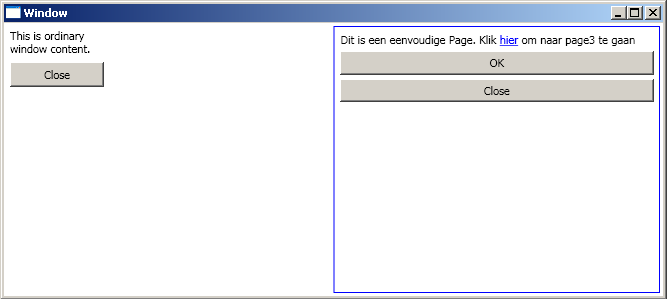 Window
This is ordinary
window content.
Close
Dit is een eenvoudige Page. Klik hier om naar page3 te gaan
OK
Close